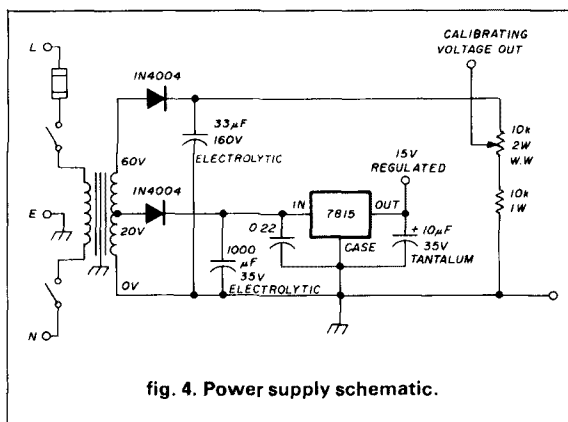 CALIBRATING
VOLTAGE OUT
L
1N4004
33µF
160V
ELECTROLYTIC
10k
2W
W.W
15V
REGULATED
60V
1N4004
10k
1W
E
IN
7815
OUT
20V
0.22
CASE
+ 10µF
35V
TANTALUM
1000
µF
35V
ELECTROLYTIC
0V
N
fig. 4. Power supply schematic.